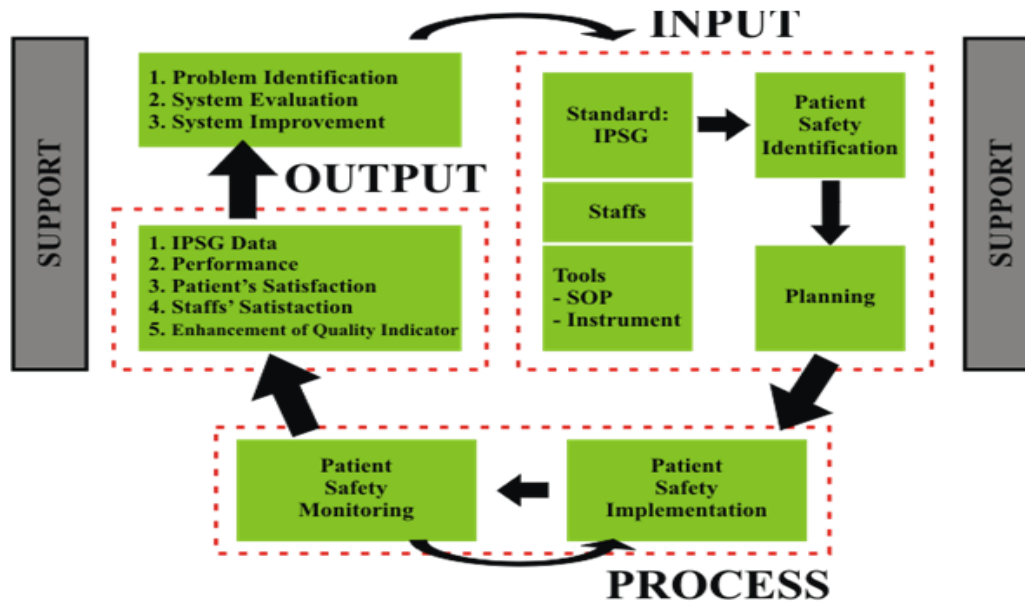 INPUT
SUPPORT
1. Problem Identification
2. System Evaluation
3. System Improvement
OUTPUT
1. IPSG Data
2. Performance
3. Patient's Satisfaction
4. Staffs' Satistaction
5. Enhancement of Quality Indicator
Standard:
IPSG
Staffs
Tools
- SOP
- Instrument
Patient
Safety
Identification
Planning
SUPPORT
Patient
Safety
Monitoring
Patient
Safety
Implementation
PROCESS